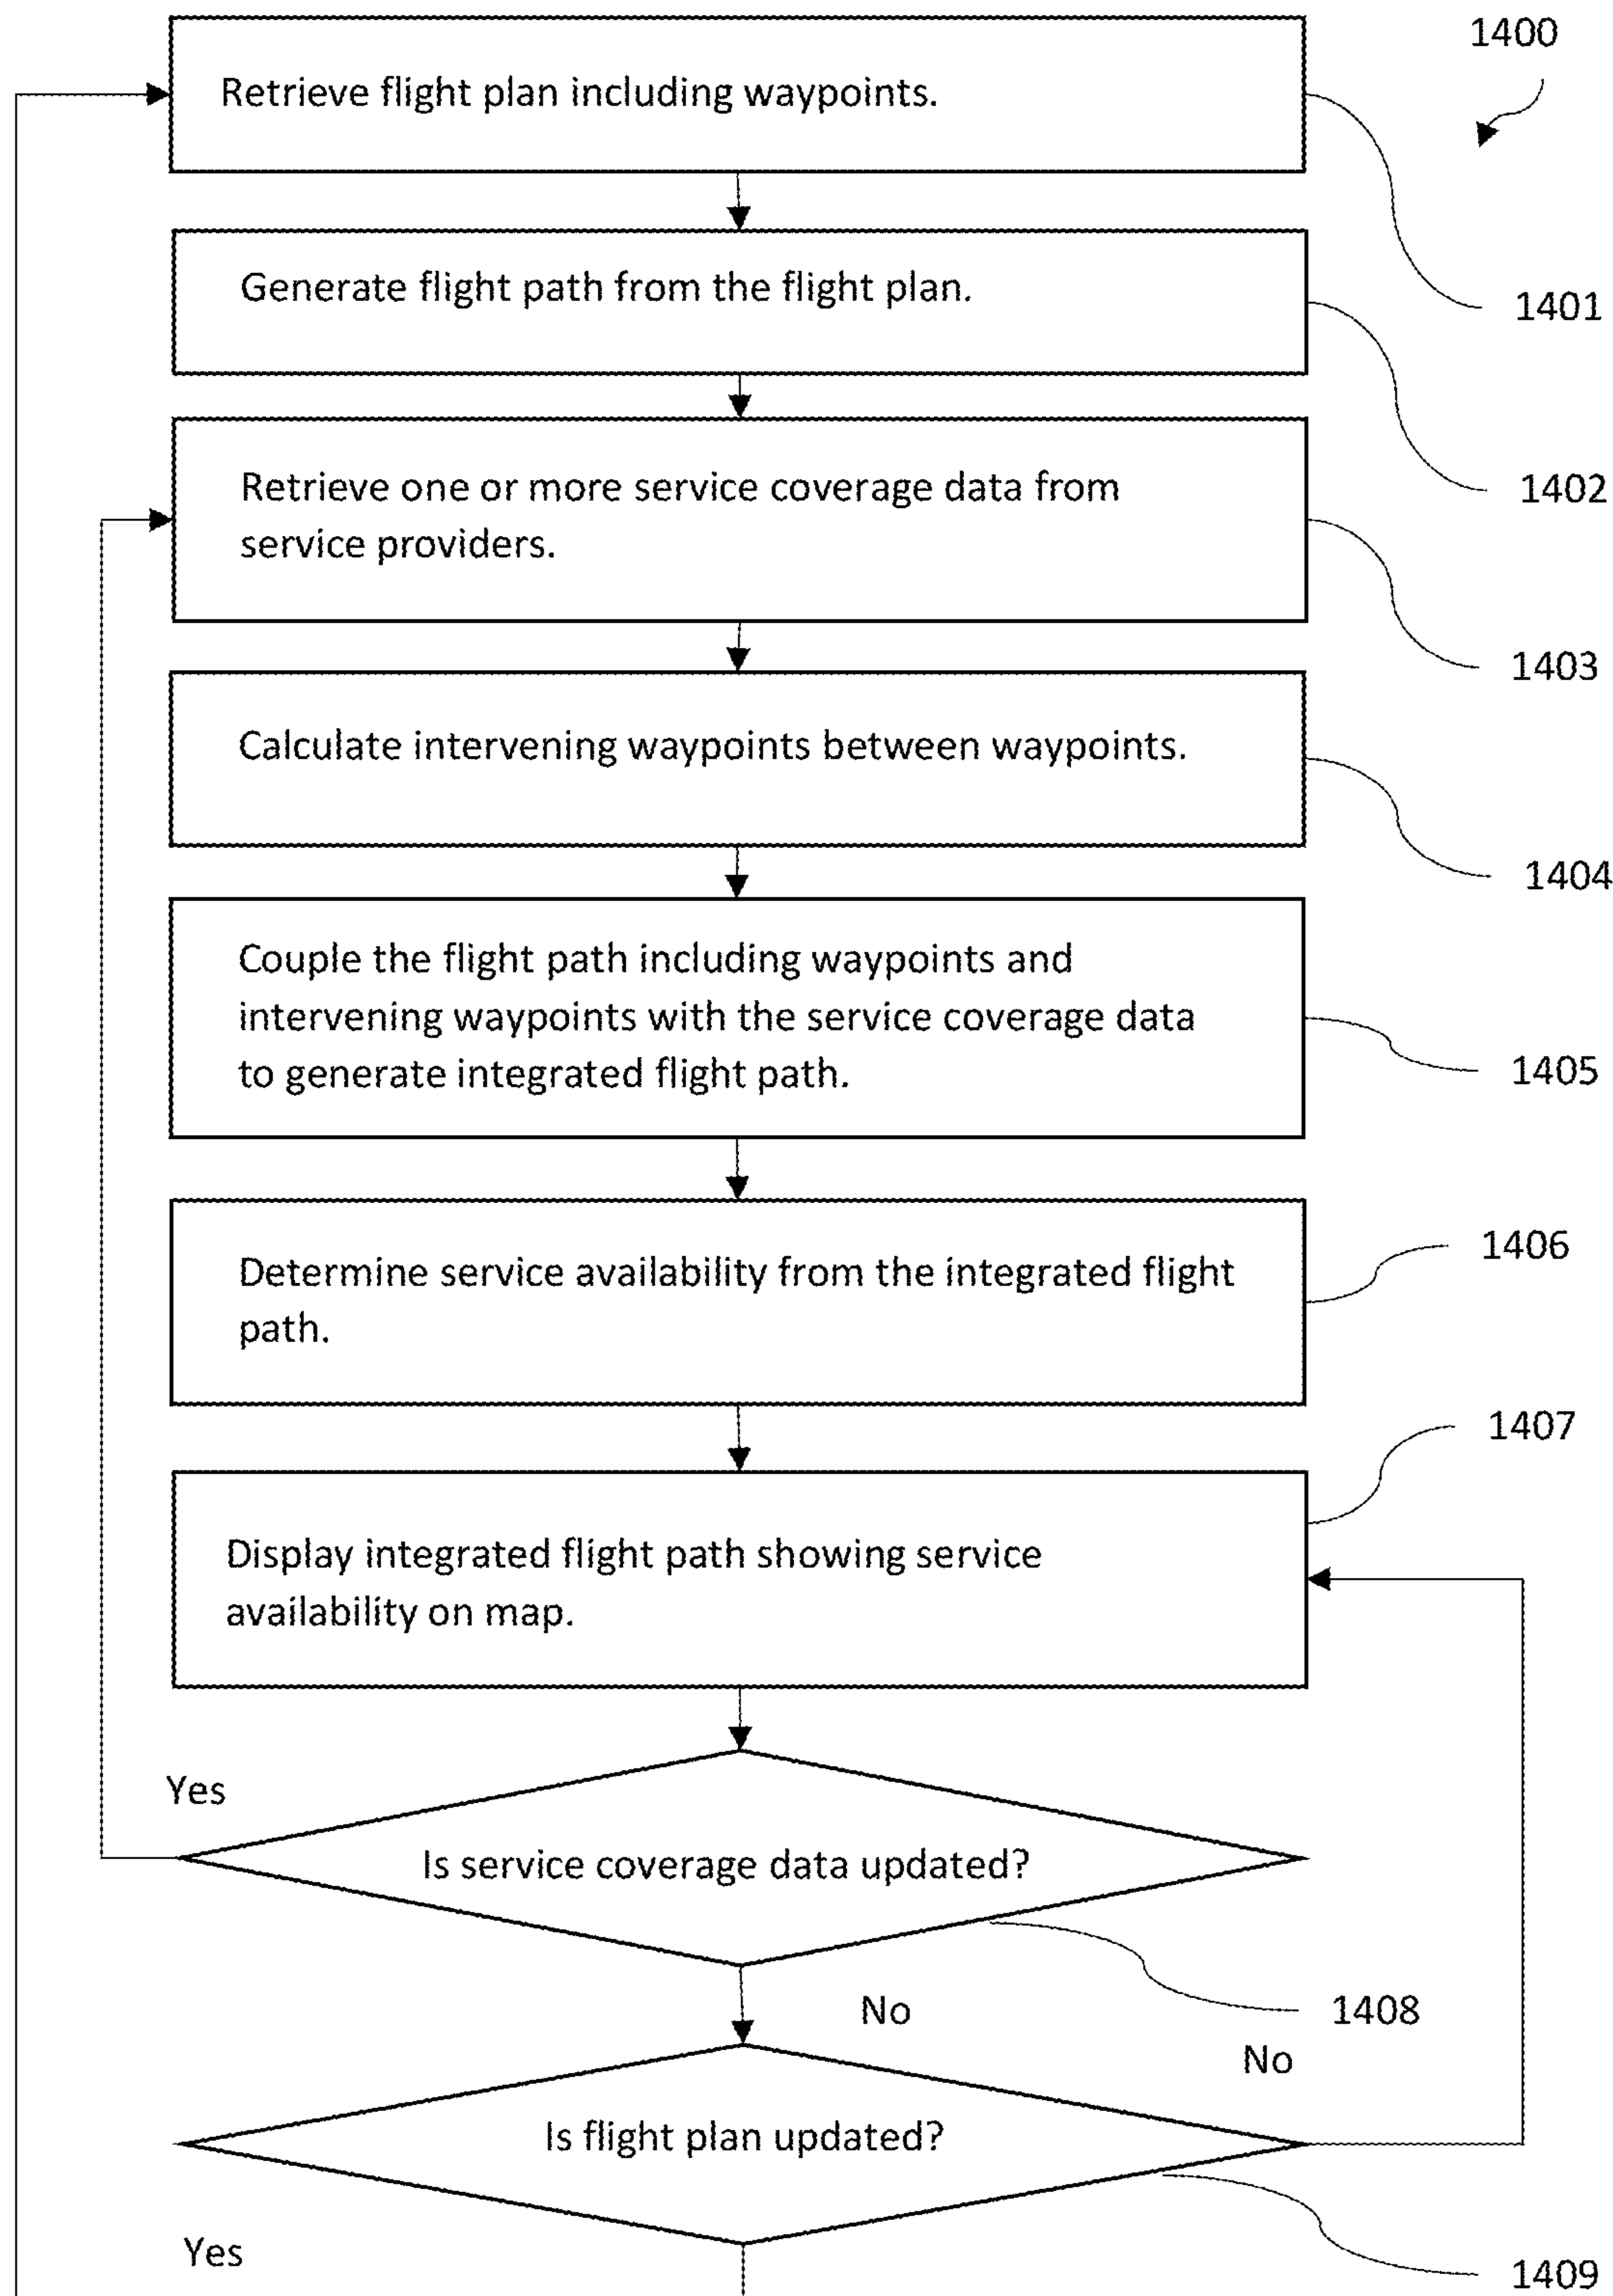 1400
Retrieve flight plan including waypoints.
1401
Generate flight path from the flight plan.
1402
Retrieve one or more service coverage data from
service providers.
1403
Calculate intervening waypoints between waypoints.
1404
Couple the flight path including waypoints and
intervening waypoints with the service coverage data
to generate integrated flight path.
1405
Determine service availability from the integrated flight
path.
1406
Display integrated flight path showing service
availability on map.
1407
Yes
Is service coverage data updated?
1408
No
No
Is flight plan updated?
Yes
1409